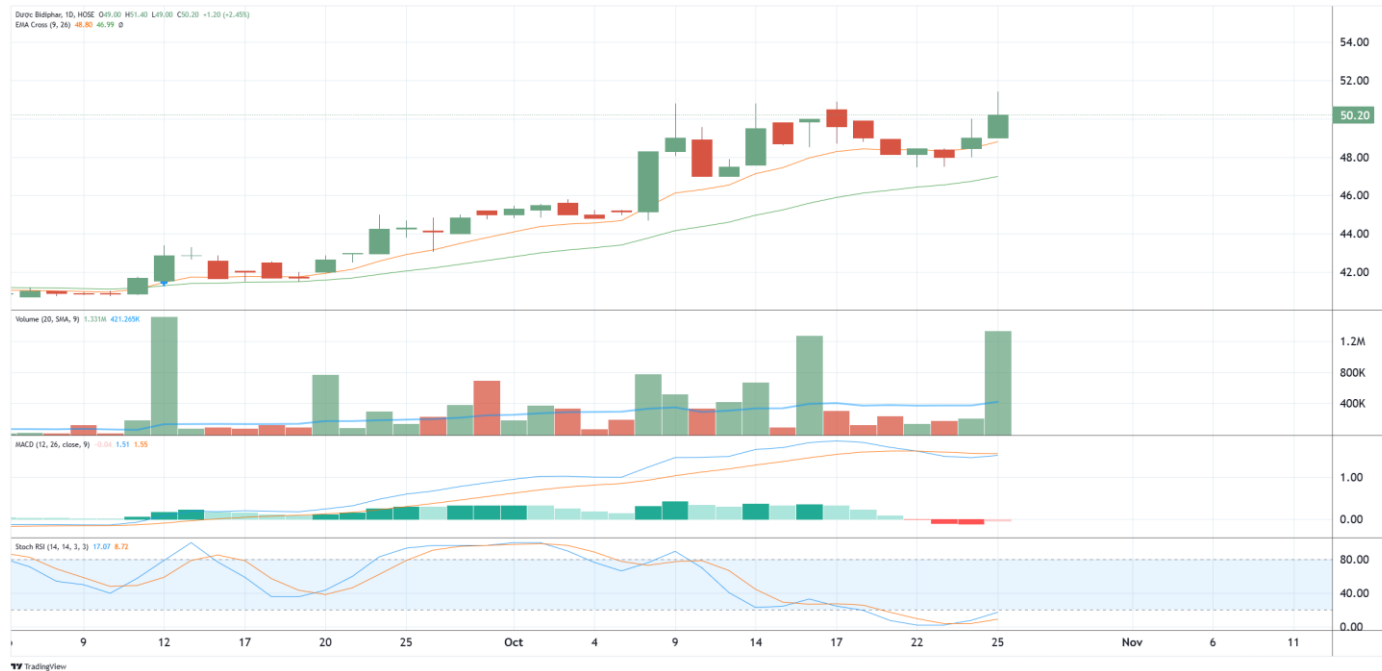 Dược Bidiphar, 1D, HOSE O49.00 H51.40 L49.00 C50.20 +1.20 (+2.45%)
EMA Cross (9, 26) 48.80 46.99 Ø
54.00
52.00
50.20
48.00
46.00
44.00
42.00
Volume (20, SMA, 9) 1.331M 421.265K
1.2M
800K
400K
MACD (12, 26, close, 9) -0.04 1.51 1.55
1.00
0.00
Stoch RSI (14, 14, 3, 3) 17.07 8.72
80.00
40.00
0.00
9 12 17 20 25 Oct 4 9 14 17 22 25 Nov 6 11
TradingView